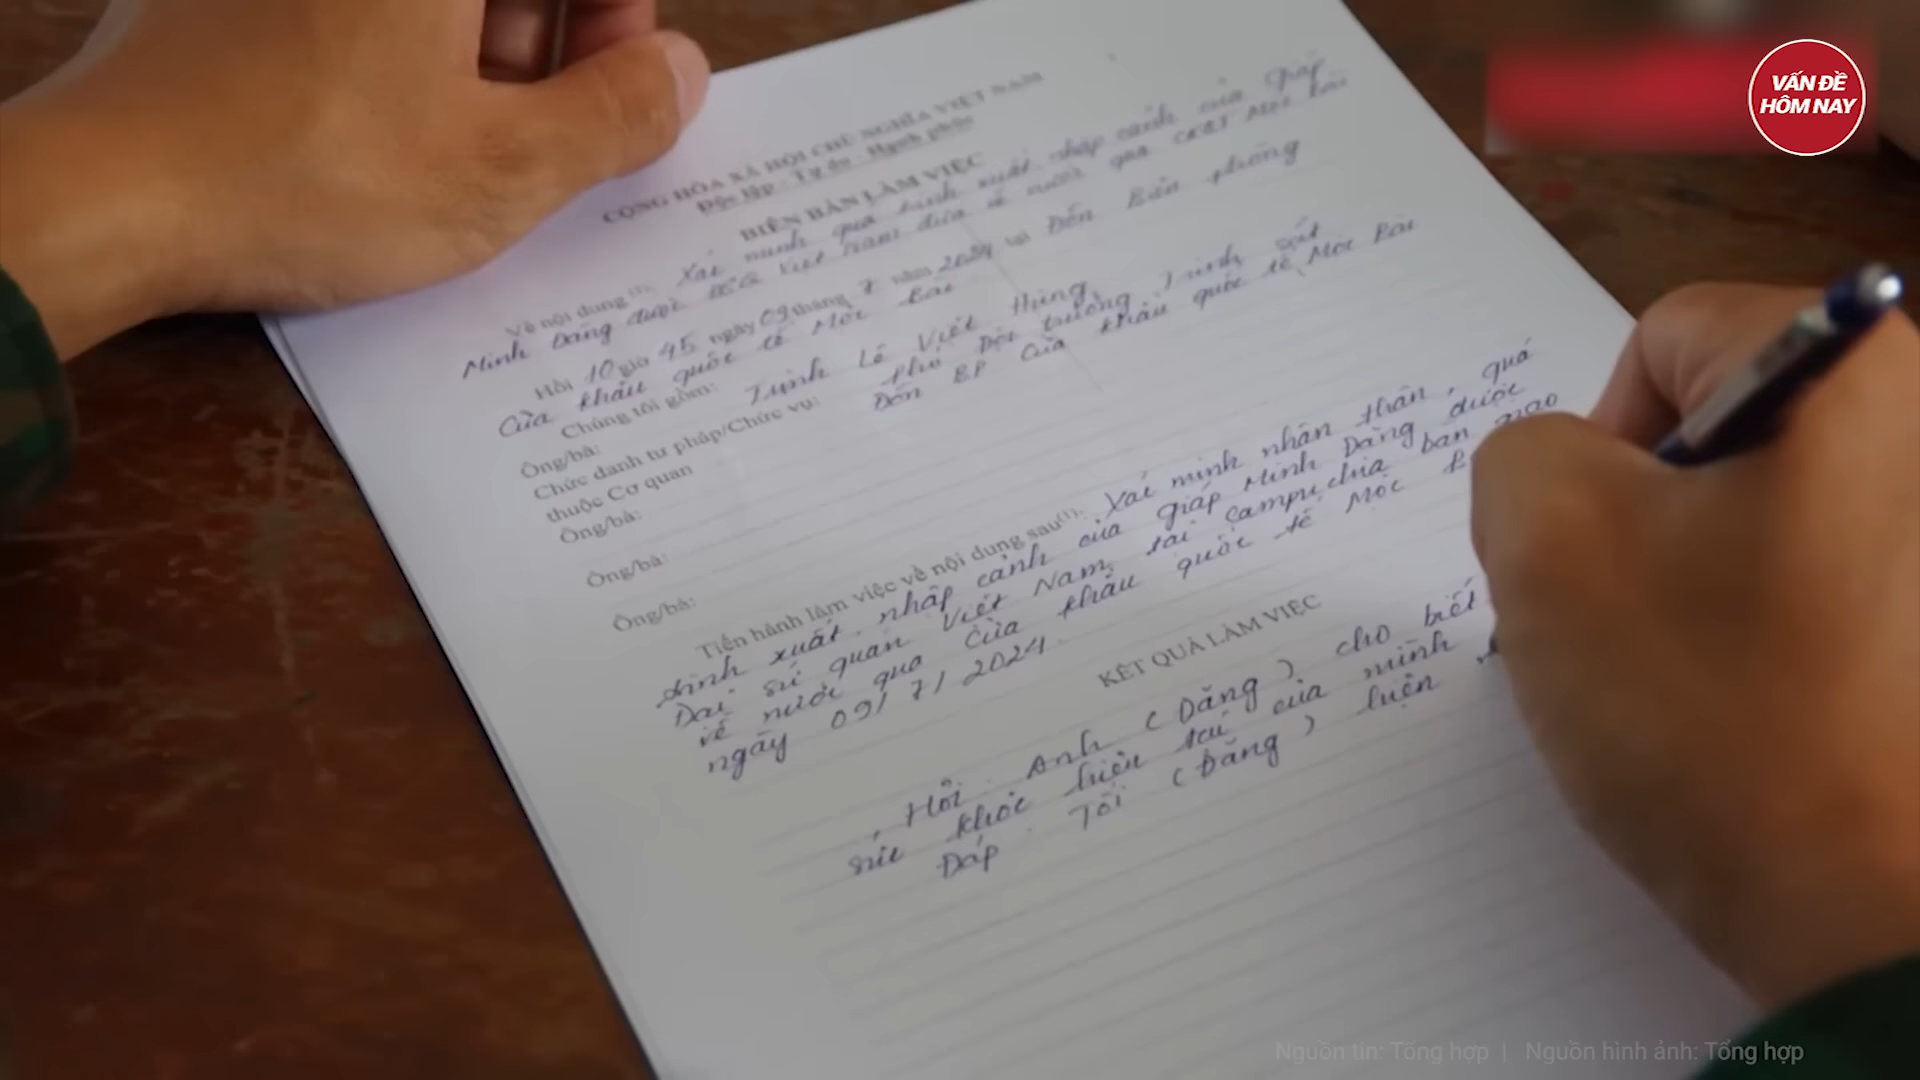 VẤN ĐỀ
HÔM NAY
CỘNG HÒA XÃ HỘI CHỦ NGHĨA VIỆT NAM
Độc lập - Tự do - Hạnh phúc
BIÊN BẢN LÀM VIỆC
Về nội dung (1): Xác minh quá trình xuất nhập cảnh của Giáp
Minh Đăng được ĐSQ Việt Nam đưa về nước qua CKQT Mộc Bài
Hồi 10 giờ 45 ngày 09 tháng 7 năm 2024 tại Đồn Biên phòng
Cửa khẩu quốc tế Mộc Bài
Chúng tôi gồm:
Ông/bà: Trịnh Lê Việt Hùng
Chức danh tư pháp/Chức vụ: Phó Đội trưởng Trinh sát
thuộc Cơ quan Đồn BP Cửa khẩu quốc tế Mộc Bài
Ông/bà:
Ông/bà:
Ông/bà:
Tiến hành làm việc về nội dung sau(1): Xác minh nhân thân, quá
trình xuất nhập cảnh của Giáp Minh Đăng được
Đại sứ quán Việt Nam tại Campuchia bàn giao
về nước qua Cửa khẩu quốc tế Mộc
ngày 09/7/2024.
KẾT QUẢ LÀM VIỆC
Hỏi Anh (Đăng) cho biết
sức khỏe hiện tại của mình
Đáp Tôi (Đăng) hiện
Nguồn tin: Tổng hợp | Nguồn hình ảnh: Tổng hợp